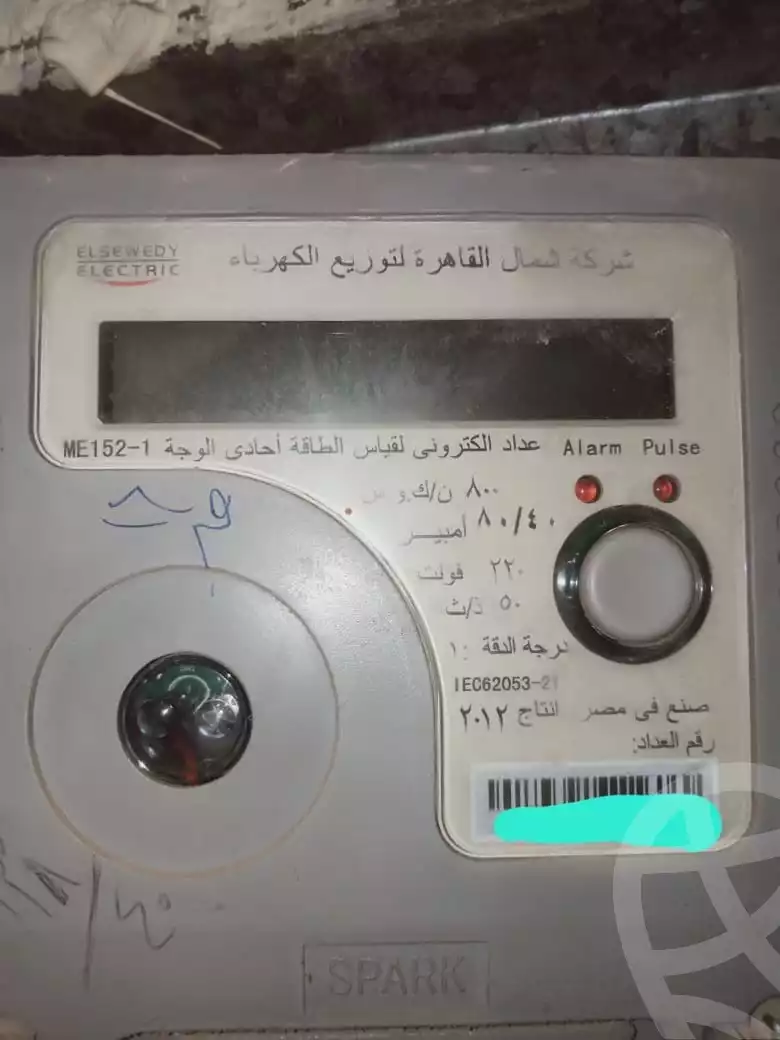 ELSEWEDY
ELECTRIC
شركة شمال القاهرة لتوزيع الكهرباء
ME152-1 عداد الكترونى لقياس الطاقة أحادى الوجة
Alarm Pulse
٨٠٠ ن/ك.و.س
٨٠/٤٠ أمبيـــر
٢٢٠ فولت
٥٠ ذ/ث
درجة الدقة :١
IEC62053-21
صنع فى مصر انتاج ٢٠١٢
رقم العداد:
SPARK